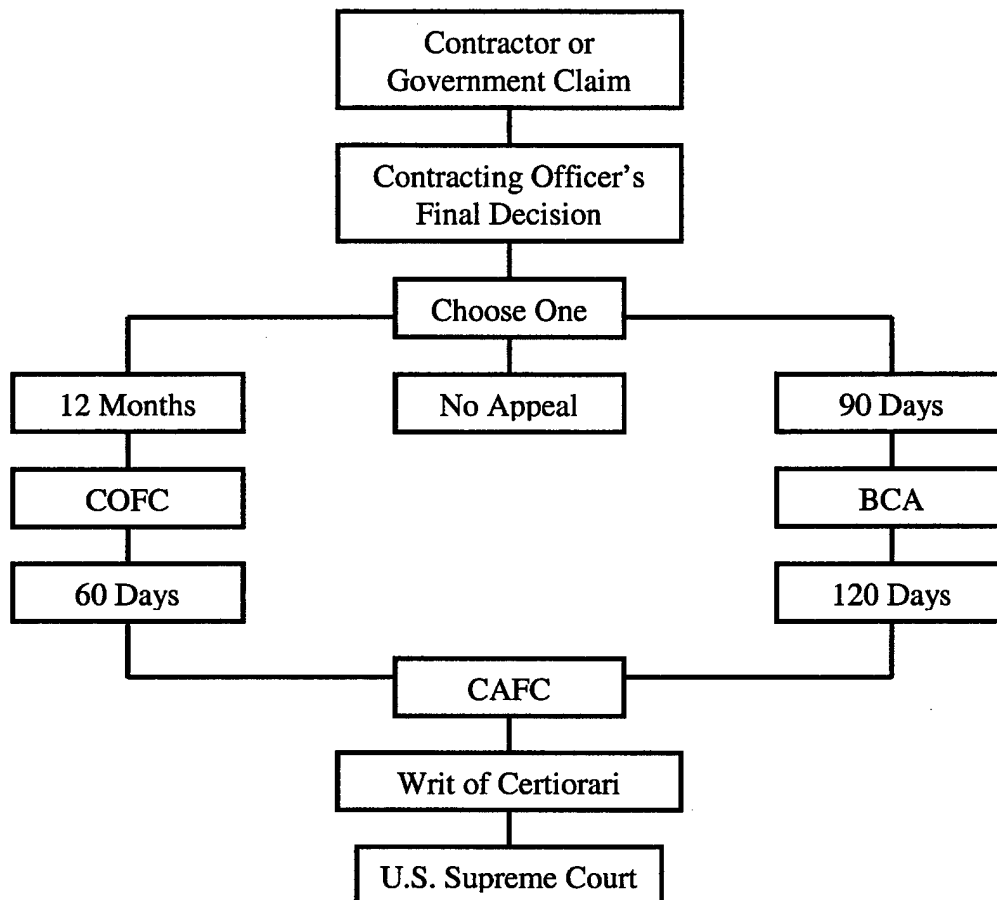 Contractor or
Government Claim
Contracting Officer's
Final Decision
Choose One
12 Months
No Appeal
90 Days
COFC
BCA
60 Days
120 Days
CAFC
Writ of Certiorari
U.S. Supreme Court